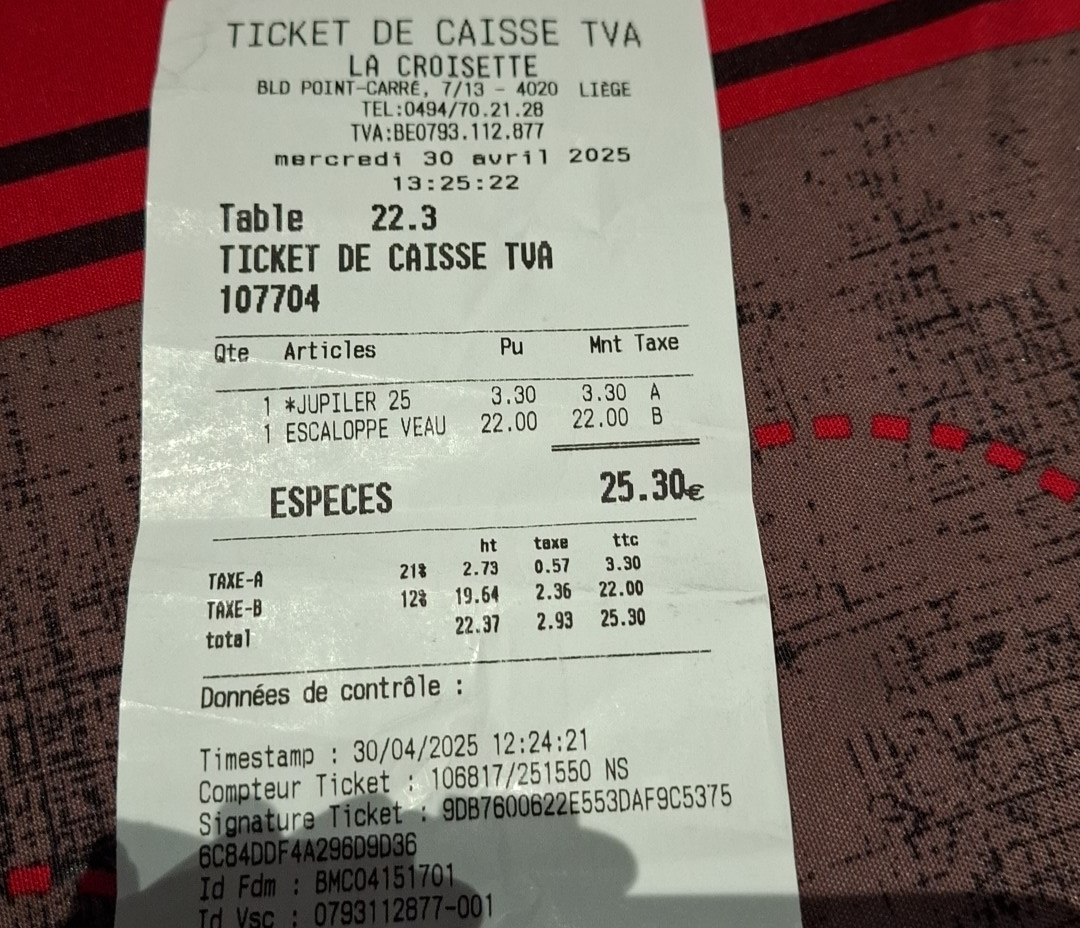 TICKET DE CAISSE TVA
LA CROISETTE
BLD POINT-CARRÉ, 7/13 - 4020 LIÈGE
TEL:0494/70.21.28
TVA:BE0793.112.877
mercredi 30 avril 2025
13:25:22
Table 22.3
TICKET DE CAISSE TVA
107704
Qte Articles Pu Mnt Taxe
1 *JUPILER 25 3.30 3.30 A
1 ESCALOPPE VEAU 22.00 22.00 B
ESPECES 25.30€
ht taxe ttc
TAXE-A 21% 2.73 0.57 3.30
TAXE-B 12% 19.64 2.36 22.00
total 22.37 2.93 25.30
Données de contrôle :
Timestamp : 30/04/2025 12:24:21
Compteur Ticket : 106817/251550 NS
Signature Ticket : 9DB7600622E553DAF9C5375
6C84DDF4A296D9D36
Id Fdm : BMC04151701
Id Vsc : 0793112877-001